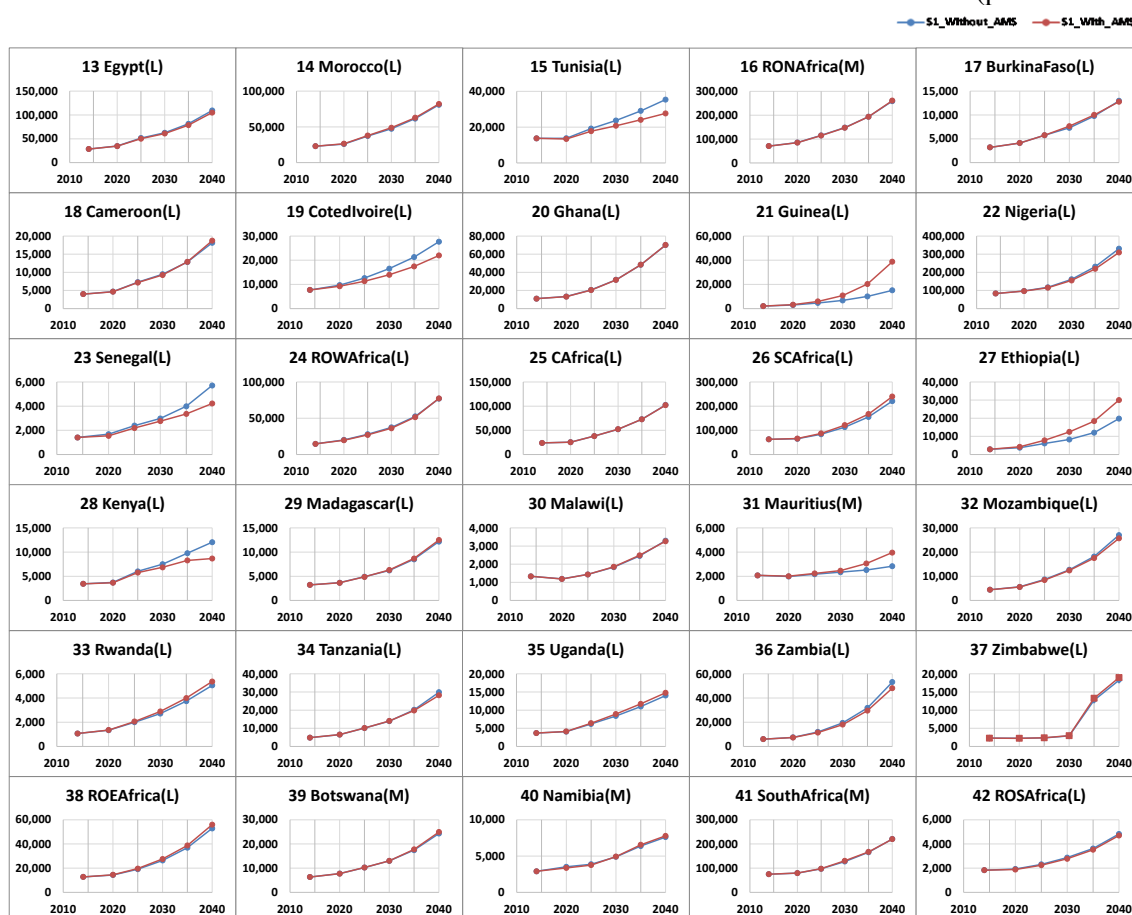 (p
S1_Without_AMS S1_With_AMS
13 Egypt(L) 14 Morocco(L) 15 Tunisia(L) 16 RONAfrica(M) 17 BurkinaFaso(L)
150,000 100,000 40,000 300,000 15,000
100,000 50,000 20,000 200,000 10,000
50,000 100,000 5,000
0 0 0 0 0
2010 2020 2030 2040 2010 2020 2030 2040 2010 2020 2030 2040 2010 2020 2030 2040 2010 2020 2030 2040
18 Cameroon(L) 19 CotedIvoire(L) 20 Ghana(L) 21 Guinea(L) 22 Nigeria(L)
20,000 30,000 80,000 60,000 400,000
15,000 20,000 60,000 40,000 300,000
10,000 10,000 40,000 20,000 200,000
5,000 20,000 100,000
0 0 0 0 0
2010 2020 2030 2040 2010 2020 2030 2040 2010 2020 2030 2040 2010 2020 2030 2040 2010 2020 2030 2040
23 Senegal(L) 24 ROWAfrica(L) 25 CAfrica(L) 26 SCAfrica(L) 27 Ethiopia(L)
6,000 100,000 150,000 300,000 40,000
4,000 50,000 100,000 200,000 30,000
2,000 50,000 100,000 20,000
10,000
0 0 0 0 0
2010 2020 2030 2040 2010 2020 2030 2040 2010 2020 2030 2040 2010 2020 2030 2040 2010 2020 2030 2040
28 Kenya(L) 29 Madagascar(L) 30 Malawi(L) 31 Mauritius(M) 32 Mozambique(L)
15,000 15,000 4,000 6,000 30,000
10,000 10,000 3,000 4,000 20,000
5,000 5,000 2,000 2,000 10,000
1,000
0 0 0 0 0
2010 2020 2030 2040 2010 2020 2030 2040 2010 2020 2030 2040 2010 2020 2030 2040 2010 2020 2030 2040
33 Rwanda(L) 34 Tanzania(L) 35 Uganda(L) 36 Zambia(L) 37 Zimbabwe(L)
6,000 40,000 20,000 60,000 20,000
4,000 30,000 15,000 40,000 15,000
2,000 20,000 10,000 20,000 10,000
10,000 5,000 5,000
0 0 0 0 0
2010 2020 2030 2040 2010 2020 2030 2040 2010 2020 2030 2040 2010 2020 2030 2040 2010 2020 2030 2040
38 ROEAfrica(L) 39 Botswana(M) 40 Namibia(M) 41 SouthAfrica(M) 42 ROSAfrica(L)
60,000 30,000 10,000 300,000 6,000
40,000 20,000 5,000 200,000 4,000
20,000 10,000 100,000 2,000
0 0 0 0 0
2010 2020 2030 2040 2010 2020 2030 2040 2010 2020 2030 2040 2010 2020 2030 2040 2010 2020 2030 2040